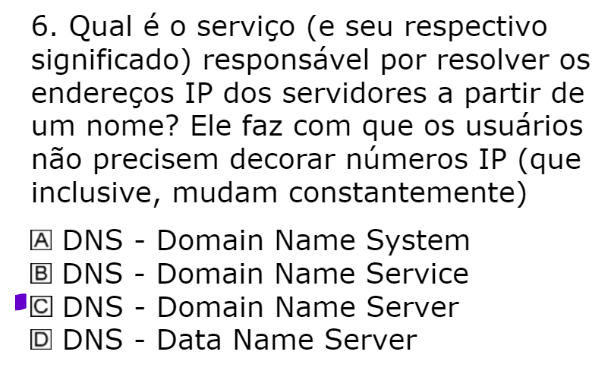 6. Qual é o serviço (e seu respectivo
significado) responsável por resolver os
endereços IP dos servidores a partir de
um nome? Ele faz com que os usuários
não precisem decorar números IP (que
inclusive, mudam constantemente)
A DNS - Domain Name System
B DNS - Domain Name Service
C DNS - Domain Name Server
D DNS - Data Name Server